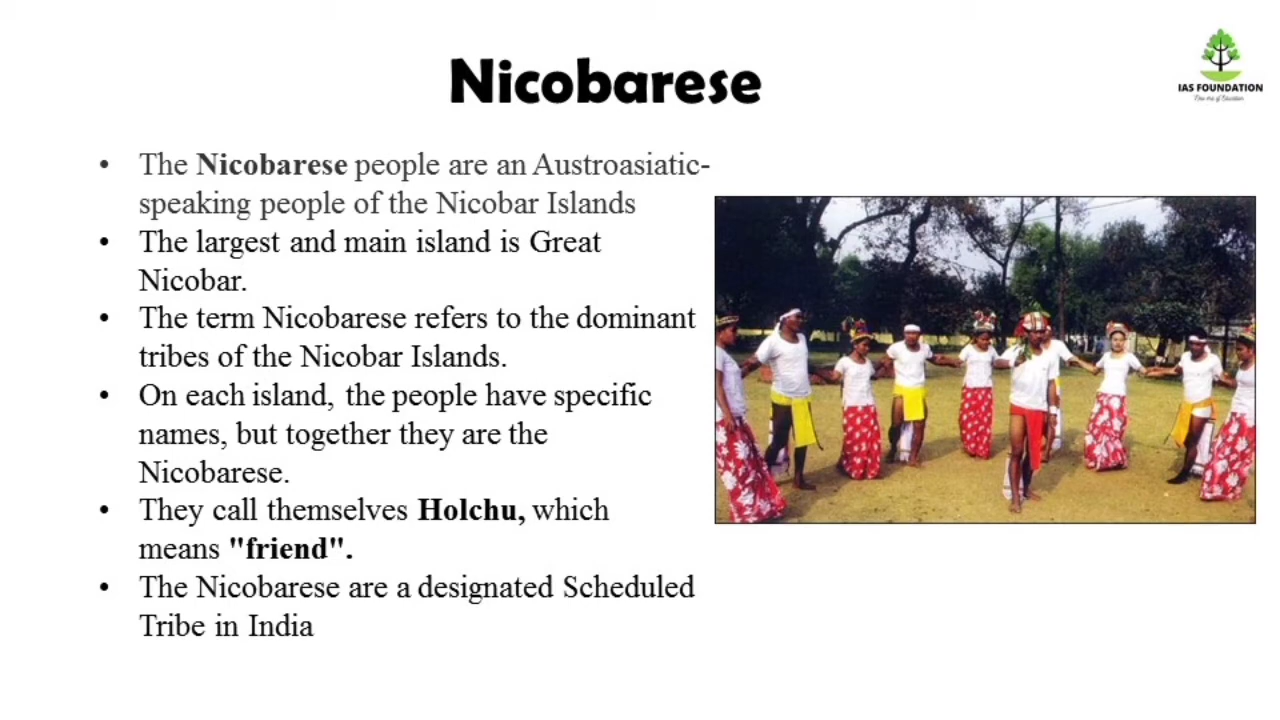 Nicobarese
IAS FOUNDATION
• The Nicobarese people are an Austroasiatic-
speaking people of the Nicobar Islands
• The largest and main island is Great
Nicobar.
• The term Nicobarese refers to the dominant
tribes of the Nicobar Islands.
• On each island, the people have specific
names, but together they are the
Nicobarese.
• They call themselves Holchu, which
means "friend".
• The Nicobarese are a designated Scheduled
Tribe in India